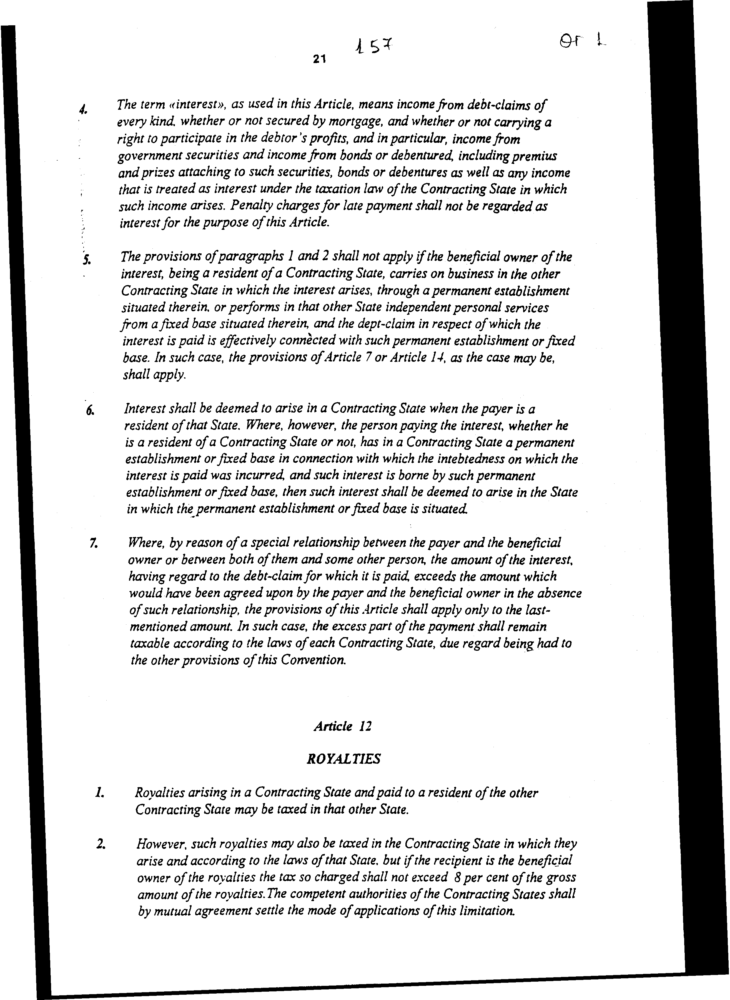 157
21
4. The term «interest», as used in this Article, means income from debt-claims of
every kind, whether or not secured by mortgage, and whether or not carrying a
right to participate in the debtor's profits, and in particular, income from
government securities and income from bonds or debentured, including premius
and prizes attaching to such securities, bonds or debentures as well as any income
that is treated as interest under the taxation law of the Contracting State in which
such income arises. Penalty charges for late payment shall not be regarded as
interest for the purpose of this Article.
5. The provisions of paragraphs 1 and 2 shall not apply if the beneficial owner of the
interest, being a resident of a Contracting State, carries on business in the other
Contracting State in which the interest arises, through a permanent establishment
situated therein, or performs in that other State independent personal services
from a fixed base situated therein, and the dept-claim in respect of which the
interest is paid is effectively connected with such permanent establishment or fixed
base. In such case, the provisions of Article 7 or Article 14, as the case may be,
shall apply.
6. Interest shall be deemed to arise in a Contracting State when the payer is a
resident of that State. Where, however, the person paying the interest, whether he
is a resident of a Contracting State or not, has in a Contracting State a permanent
establishment or fixed base in connection with which the intebtedness on which the
interest is paid was incurred, and such interest is borne by such permanent
establishment or fixed base, then such interest shall be deemed to arise in the State
in which the permanent establishment or fixed base is situated.
7. Where, by reason of a special relationship between the payer and the beneficial
owner or between both of them and some other person, the amount of the interest,
having regard to the debt-claim for which it is paid, exceeds the amount which
would have been agreed upon by the payer and the beneficial owner in the absence
of such relationship, the provisions of this Article shall apply only to the last-
mentioned amount. In such case, the excess part of the payment shall remain
taxable according to the laws of each Contracting State, due regard being had to
the other provisions of this Convention.
Article 12
ROYALTIES
1. Royalties arising in a Contracting State and paid to a resident of the other
Contracting State may be taxed in that other State.
2. However, such royalties may also be taxed in the Contracting State in which they
arise and according to the laws of that State, but if the recipient is the beneficial
owner of the royalties the tax so charged shall not exceed 8 per cent of the gross
amount of the royalties. The competent authorities of the Contracting States shall
by mutual agreement settle the mode of applications of this limitation.